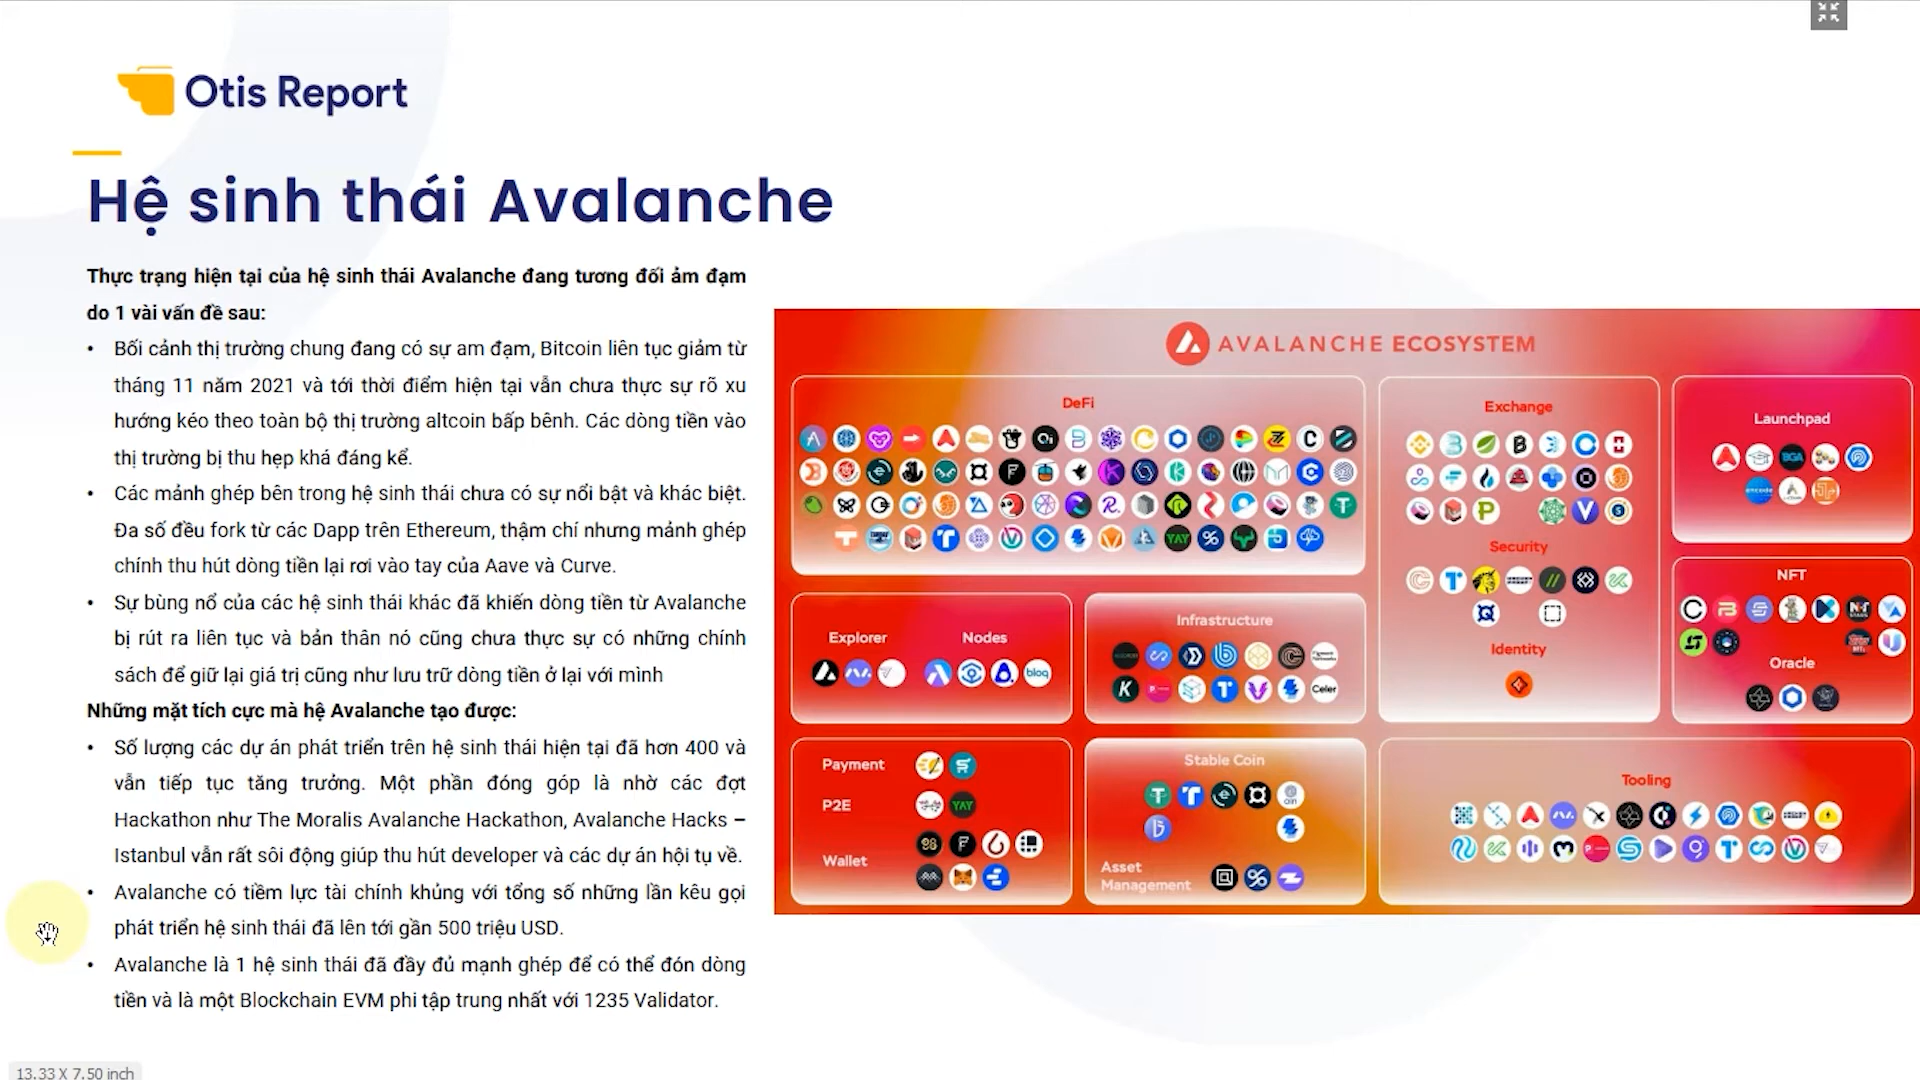 Otis Report
Hệ sinh thái Avalanche
Thực trạng hiện tại của hệ sinh thái Avalanche đang tương đối ảm đạm
do 1 vài vấn đề sau:
• Bối cảnh thị trường chung đang có sự am đạm, Bitcoin liên tục giảm từ
tháng 11 năm 2021 và tới thời điểm hiện tại vẫn chưa thực sự rõ xu
hướng kéo theo toàn bộ thị trường altcoin bấp bênh. Các dòng tiền vào
thị trường bị thu hẹp khá đáng kể.
• Các mảnh ghép bên trong hệ sinh thái chưa có sự nổi bật và khác biệt.
Đa số đều fork từ các Dapp trên Ethereum, thậm chí nhưng mảnh ghép
chính thu hút dòng tiền lại rơi vào tay của Aave và Curve.
• Sự bùng nổ của các hệ sinh thái khác đã khiến dòng tiền từ Avalanche
bị rút ra liên tục và bản thân nó cũng chưa thực sự có những chính
sách để giữ lại giá trị cũng như lưu trữ dòng tiền ở lại với mình
Những mặt tích cực mà hệ Avalanche tạo được:
• Số lượng các dự án phát triển trên hệ sinh thái hiện tại đã hơn 400 và
vẫn tiếp tục tăng trưởng. Một phần đóng góp là nhờ các đợt
Hackathon như The Moralis Avalanche Hackathon, Avalanche Hacks –
Istanbul vẫn rất sôi động giúp thu hút developer và các dự án hội tụ về.
• Avalanche có tiềm lực tài chính khủng với tổng số những lần kêu gọi
phát triển hệ sinh thái đã lên tới gần 500 triệu USD.
• Avalanche là 1 hệ sinh thái đã đầy đủ mạnh ghép để có thể đón dòng
tiền và là một Blockchain EVM phi tập trung nhất với 1235 Validator.
AVALANCHE ECOSYSTEM
DeFi
YAY
Exchange
Security
Identity
Launchpad
BGA
NFT
Oracle
Explorer
Nodes
bloq
Infrastructure
Celer
Payment
P2E
YAY
Wallet
Stable Coin
Asset
Management
Tooling
13.33 X 7.50 inch